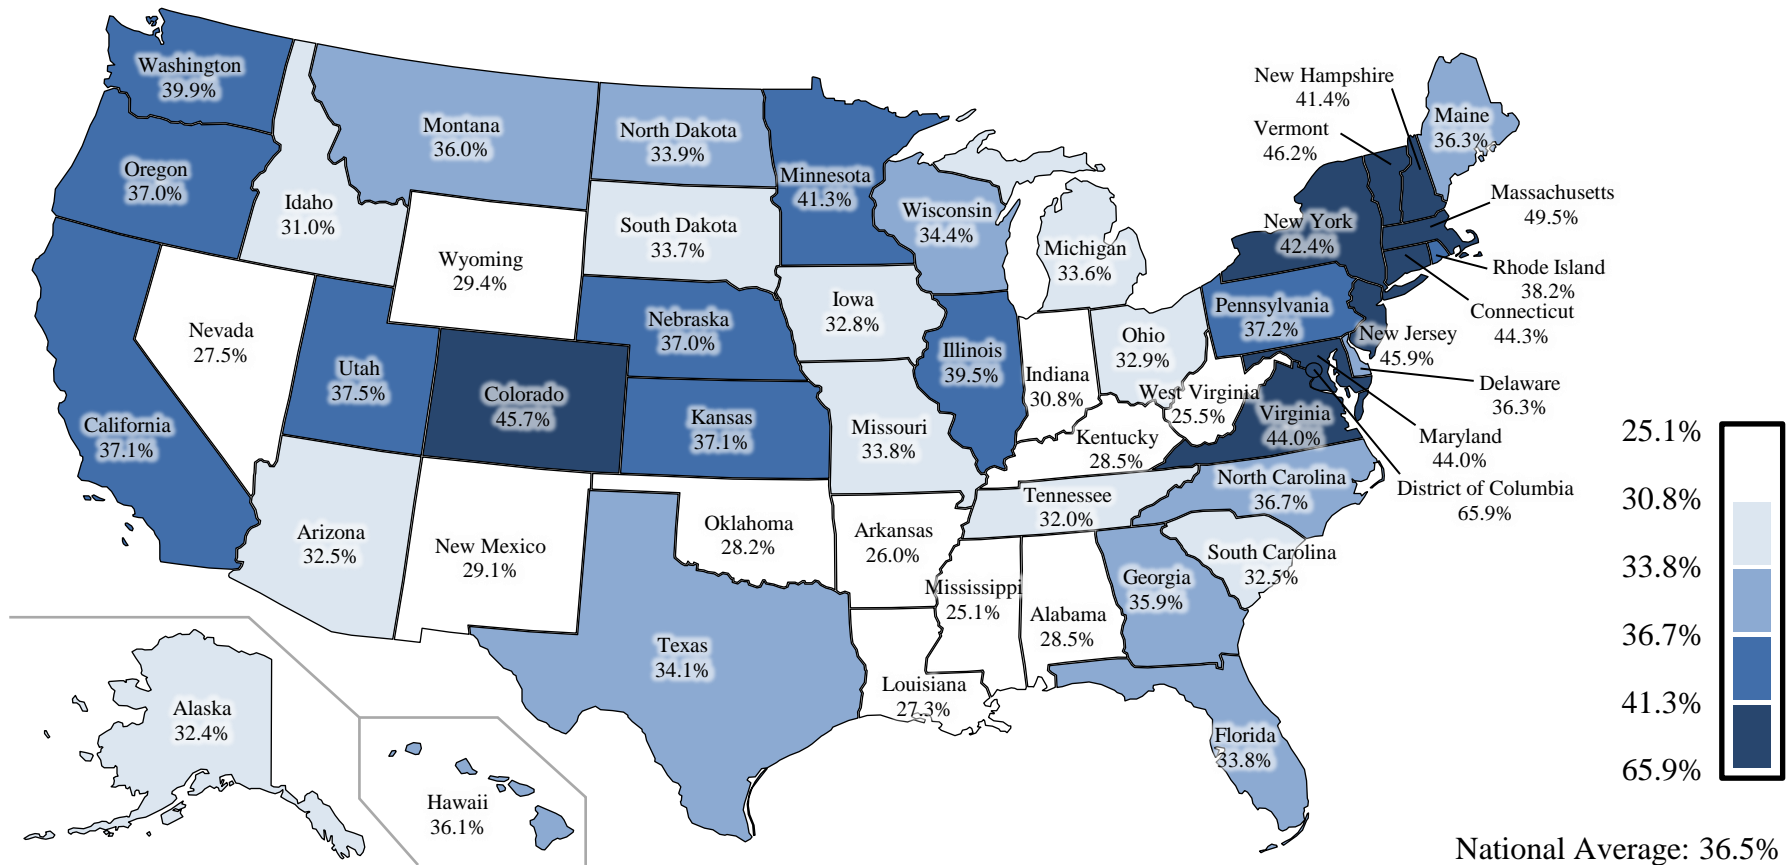 Washington
39.9%
Oregon
37.0%
California
37.1%
Idaho
31.0%
Nevada
27.5%
Montana
36.0%
Wyoming
29.4%
Utah
37.5%
Colorado
45.7%
Arizona
32.5%
New Mexico
29.1%
North Dakota
33.9%
South Dakota
33.7%
Nebraska
37.0%
Kansas
37.1%
Oklahoma
28.2%
Texas
34.1%
Minnesota
41.3%
Iowa
32.8%
Missouri
33.8%
Arkansas
26.0%
Louisiana
27.3%
Wisconsin
34.4%
Illinois
39.5%
Michigan
33.6%
Indiana
30.8%
Ohio
32.9%
Kentucky
28.5%
Tennessee
32.0%
Mississippi
25.1%
Alabama
28.5%
Georgia
35.9%
Florida
33.8%
South Carolina
32.5%
North Carolina
36.7%
Virginia
44.0%
West Virginia
25.5%
Pennsylvania
37.2%
New York
42.4%
Vermont
46.2%
New Hampshire
41.4%
Maine
36.3%
Massachusetts
49.5%
Rhode Island
38.2%
Connecticut
44.3%
New Jersey
45.9%
Delaware
36.3%
Maryland
44.0%
District of Columbia
65.9%
Alaska
32.4%
Hawaii
36.1%
25.1%
30.8%
33.8%
36.7%
41.3%
65.9%
National Average: 36.5%